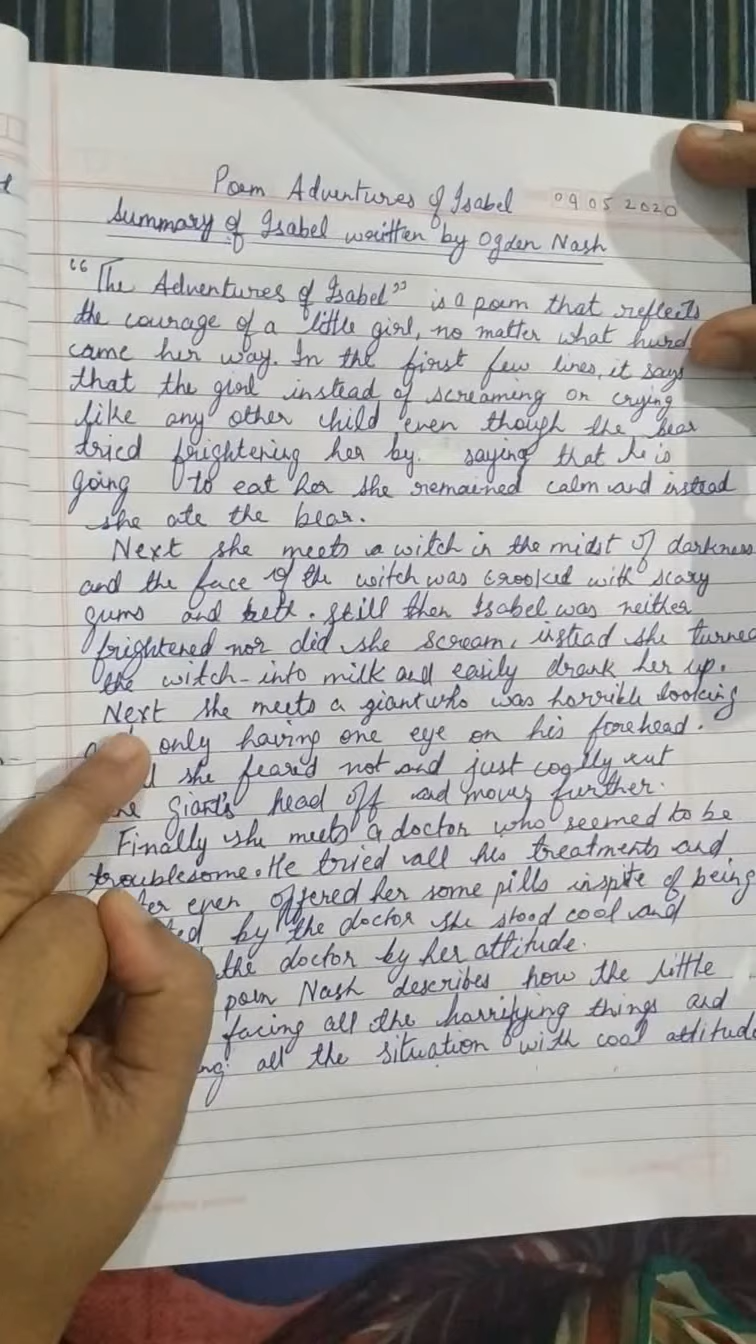 Poem Adventures of Isabel 09 05 2020
Summary of Isabel written by Ogden Nash
"The Adventures of Isabel" is a poem that reflects
the courage of a little girl, no matter what hurd
came her way. In the first few lines, it says
that the girl instead of screaming or crying
like any other child even though the bear
tried frightening her by. saying that he is
going to eat her she remained calm and instead
she ate the bear.
Next she meets a witch in the midst of darkness
and the face of the witch was crooked with scary
gums and . Still then Isabel was neither
frightened nor did she scream, instead she turned
the witch into milk and easily drank her up.
Next she meets a giant who was horrible looking
only having one eye on his forehead.
she feared not and just coolly cut
giant's head off and moves further.
Finally she meets a doctor who seemed to be
troublesome. He tried all his treatments and
even offered her some pills inspite of being
by the doctor she stood cool and
the doctor by her attitude.
poem Nash describes how the little
facing all the horrifying things and
all the situation with cool attitude